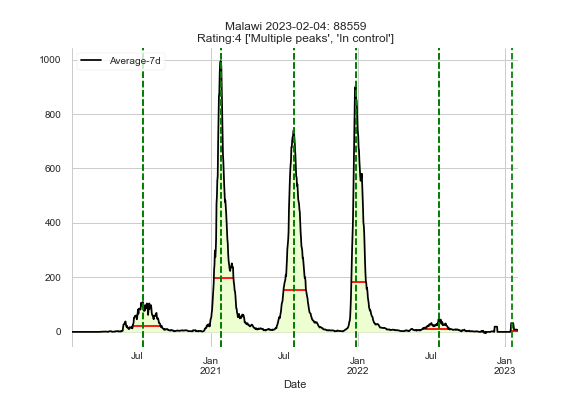 Malawi 2023-02-04: 88559
Rating:4 ['Multiple peaks', 'In control']
Average-7d
1000
800
600
400
200
0
Jul
Jan
2021
Jul
Jan
2022
Jul
Jan
2023
Date